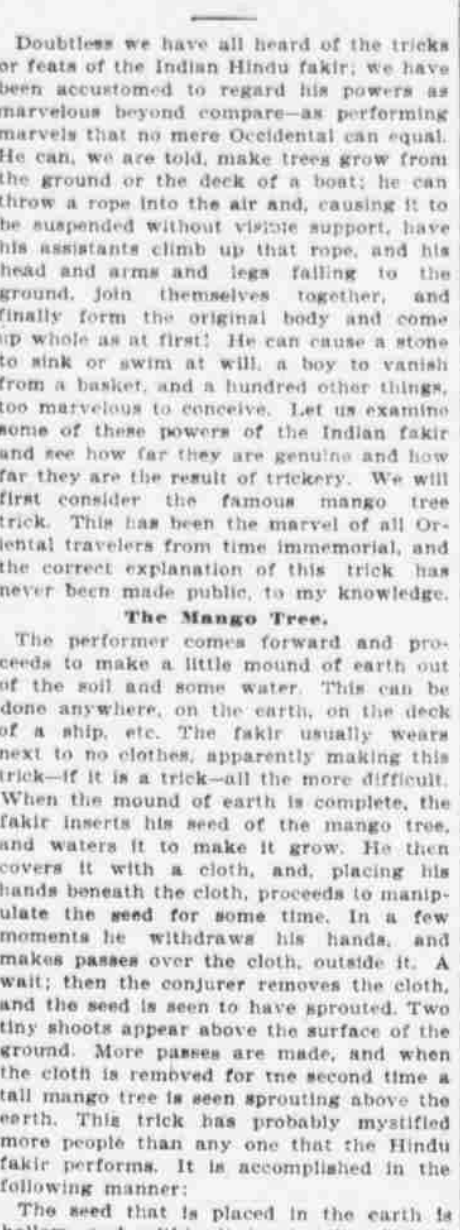 Doubtless we have all heard of the tricks
or feats of the Indian Hindu fakir; we have
been accustomed to regard his powers as
marvelous beyond compare—as performing
marvels that no mere Occidental can equal.
He can, we are told, make trees grow from
the ground or the deck of a boat; he can
throw a rope into the air and, causing it to
be suspended without visible support, have
his assistants climb up that rope, and his
head and arms and legs falling to the
ground, join themselves together, and
finally form the original body and come
up whole as at first! He can cause a stone
to sink or swim at will, a boy to vanish
from a basket, and a hundred other things,
too marvelous to conceive. Let us examine
some of these powers of the Indian fakir
and see how far they are genuine and how
far they are the result of trickery. We will
first consider the famous mango tree
trick. This has been the marvel of all Or-
iental travelers from time immemorial, and
the correct explanation of this trick has
never been made public, to my knowledge.
The Mango Tree.
The performer comes forward and pro-
ceeds to make a little mound of earth out
of the soil and some water. This can be
done anywhere, on the earth, on the deck
of a ship, etc. The fakir usually wears
next to no clothes, apparently making this
trick—if it is a trick—all the more difficult.
When the mound of earth is complete, the
fakir inserts his seed of the mango tree,
and waters it to make it grow. He then
covers it with a cloth, and, placing his
hands beneath the cloth, proceeds to manip-
ulate the seed for some time. In a few
moments he withdraws his hands, and
makes passes over the cloth, outside it. A
wait; then the conjurer removes the cloth,
and the seed is seen to have sprouted. Two
tiny shoots appear above the surface of the
ground. More passes are made, and when
the cloth is removed for tne second time a
tall mango tree is seen sprouting above the
earth. This trick has probably mystified
more people than any one that the Hindu
fakir performs. It is accomplished in the
following manner:
The seed that is placed in the earth is